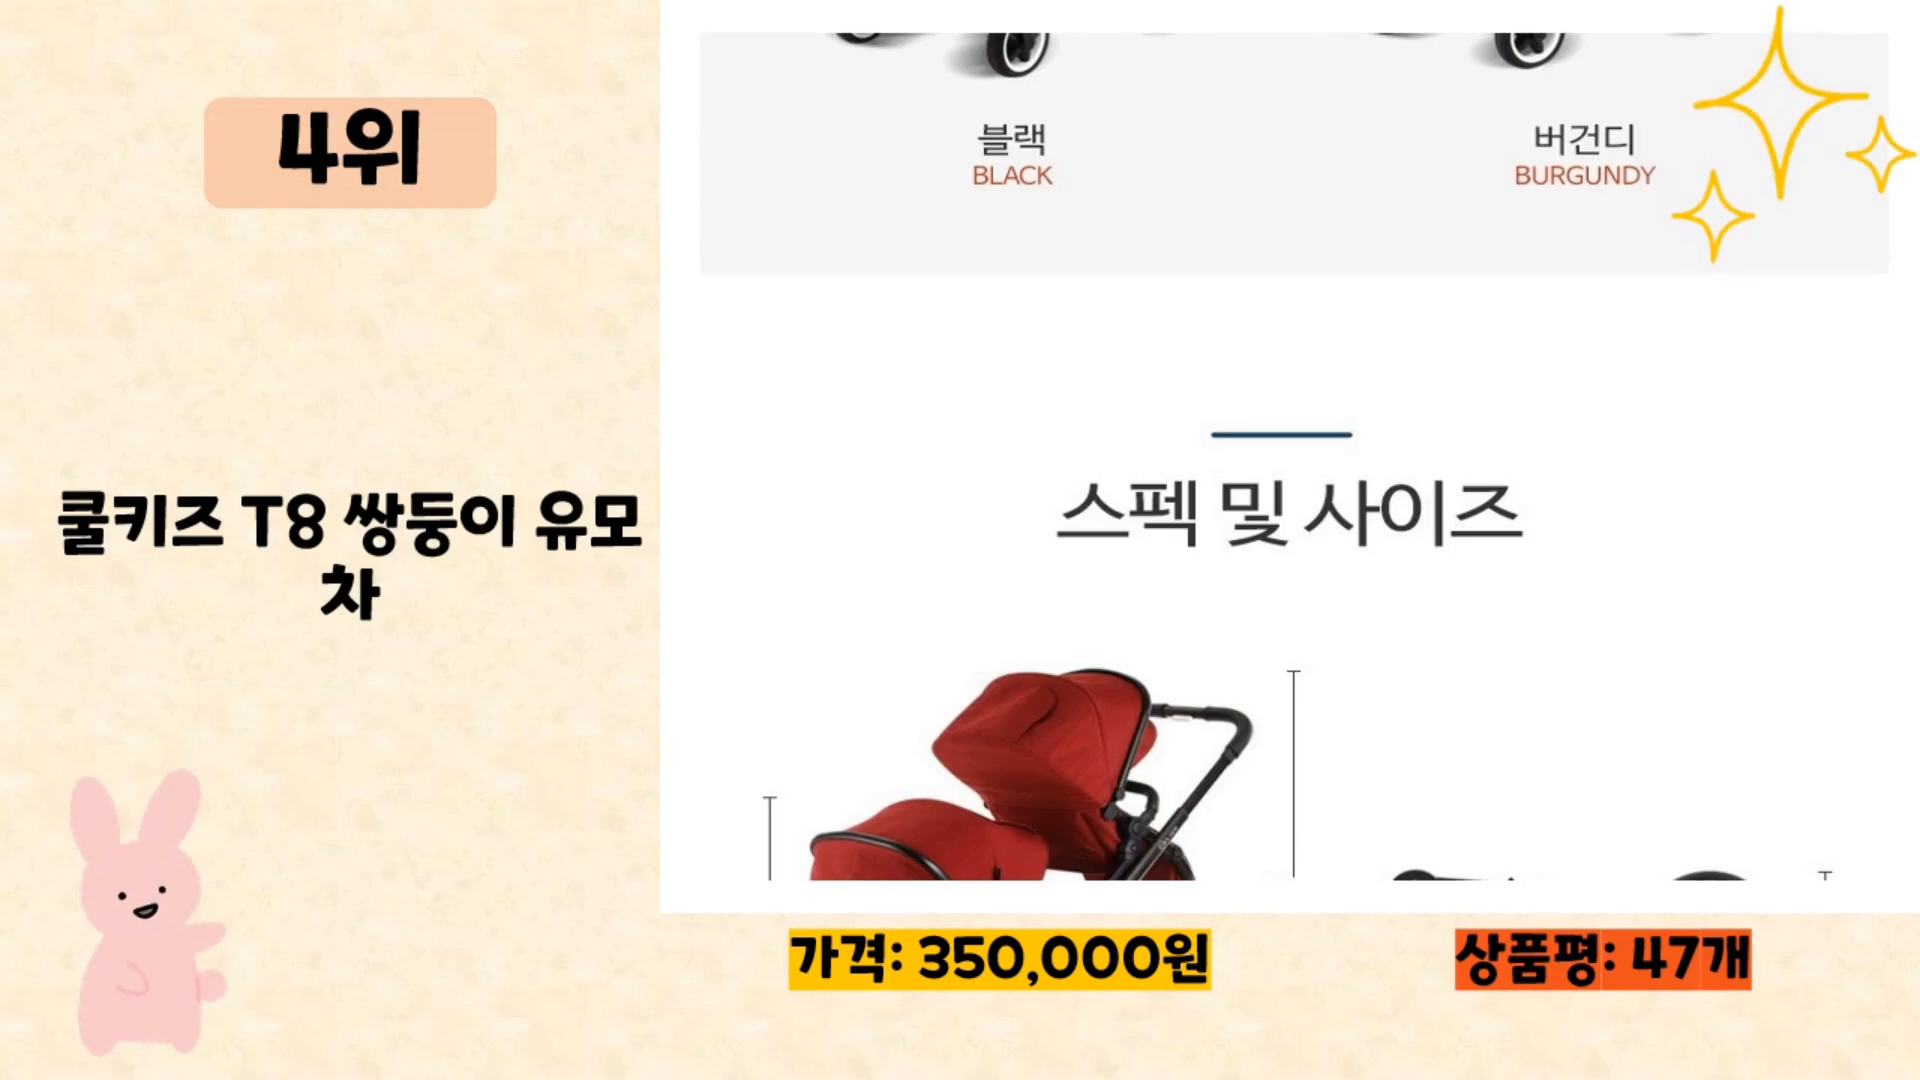 4위
쿨키즈 T8 쌍둥이 유모
차
블랙
BLACK
버건디
BURGUNDY
스펙 및 사이즈
가격: 350,000원
상품평: 47개